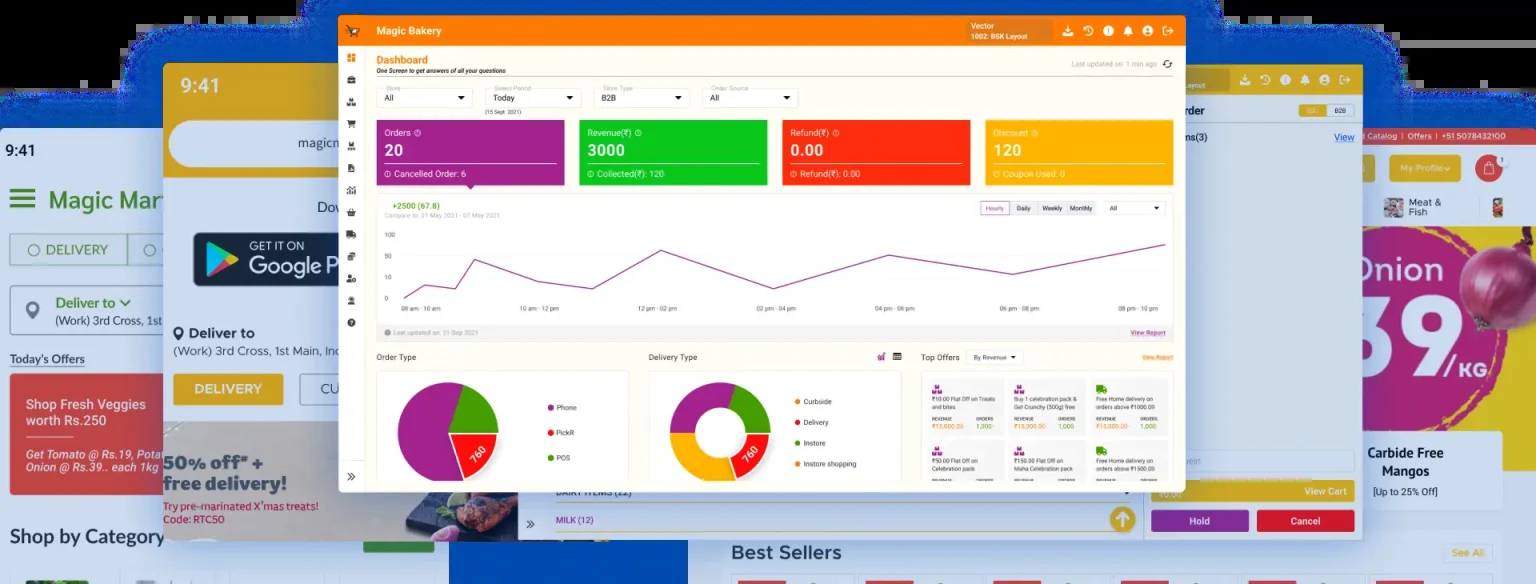 9:41
Magic Mar
DELIVERY
Deliver to
(Work) 3rd Cross, 1st
Today's Offers
Shop Fresh Veggies
worth Rs.250
Get Tomato @ Rs.19, Pota
Onion @ Rs.39.. each 1kg
Shop by Category
9:41
magicm
Dow
GET IT ON
Google P
Deliver to
(Work) 3rd Cross, 1st Main, Ind
DELIVERY
CU
50% off* +
free delivery!
Try pre-marinated X'mas treats!
Code: RTC50
Magic Bakery
Vector
1002: BSK Layout
Dashboard
One Screen to get answers of all your questions
Last updated on: 1 min ago
Store
All
Select Period
Today
(15 Sept 2021)
Store Type
B2B
Order Source
All
Orders
20
Cancelled Order: 6
Revenue(₹)
3000
Collected(₹): 120
Refund(₹)
0.00
Refund(₹): 0.00
Discount
120
Coupon Used: 0
+2500 (67.8)
Compare to: 01 May 2021 - 07 May 2021
Hourly Daily Weekly Monthly All
100
50
10
0
08 am - 10 am 10 am - 12 pm 12 pm - 02 pm 02 pm - 04 pm 04 pm - 06 pm 06 pm - 08 pm 08 pm - 10 pm
Last updated on: 21 Sep 2021
View Report
Order Type
760
Phone
PickR
POS
Delivery Type
760
Curbside
Delivery
Instore
Instore shopping
Top Offers By Revenue View Report
₹10.00 Flat Off on Treats
and bites
REVENUE ORDERS
₹15,000.00 1,000
Buy 1 celebration pack &
Get Crunchy (500g) free
REVENUE ORDERS
₹15,000.00 1,000
Free Home delivery on
orders above ₹1000.00
REVENUE ORDERS
₹15,000.00 1,000
₹50.00 Flat Off on
Celebration pack
₹150.00 Flat Off on
Maha Celebration pack
Free Home delivery on
orders above ₹1500.00
DAIRY ITEMS (22)
MILK (12)
ayout
rder
B2B
ms(3)
View
₹0.00
View Cart
Hold
Cancel
Catalog | Offers | +51 5078432100
My Profile
1
Meat &
Fish
Onion
39/KG
Carbide Free
Mangos
[Up to 25% Off]
Best Sellers
See All